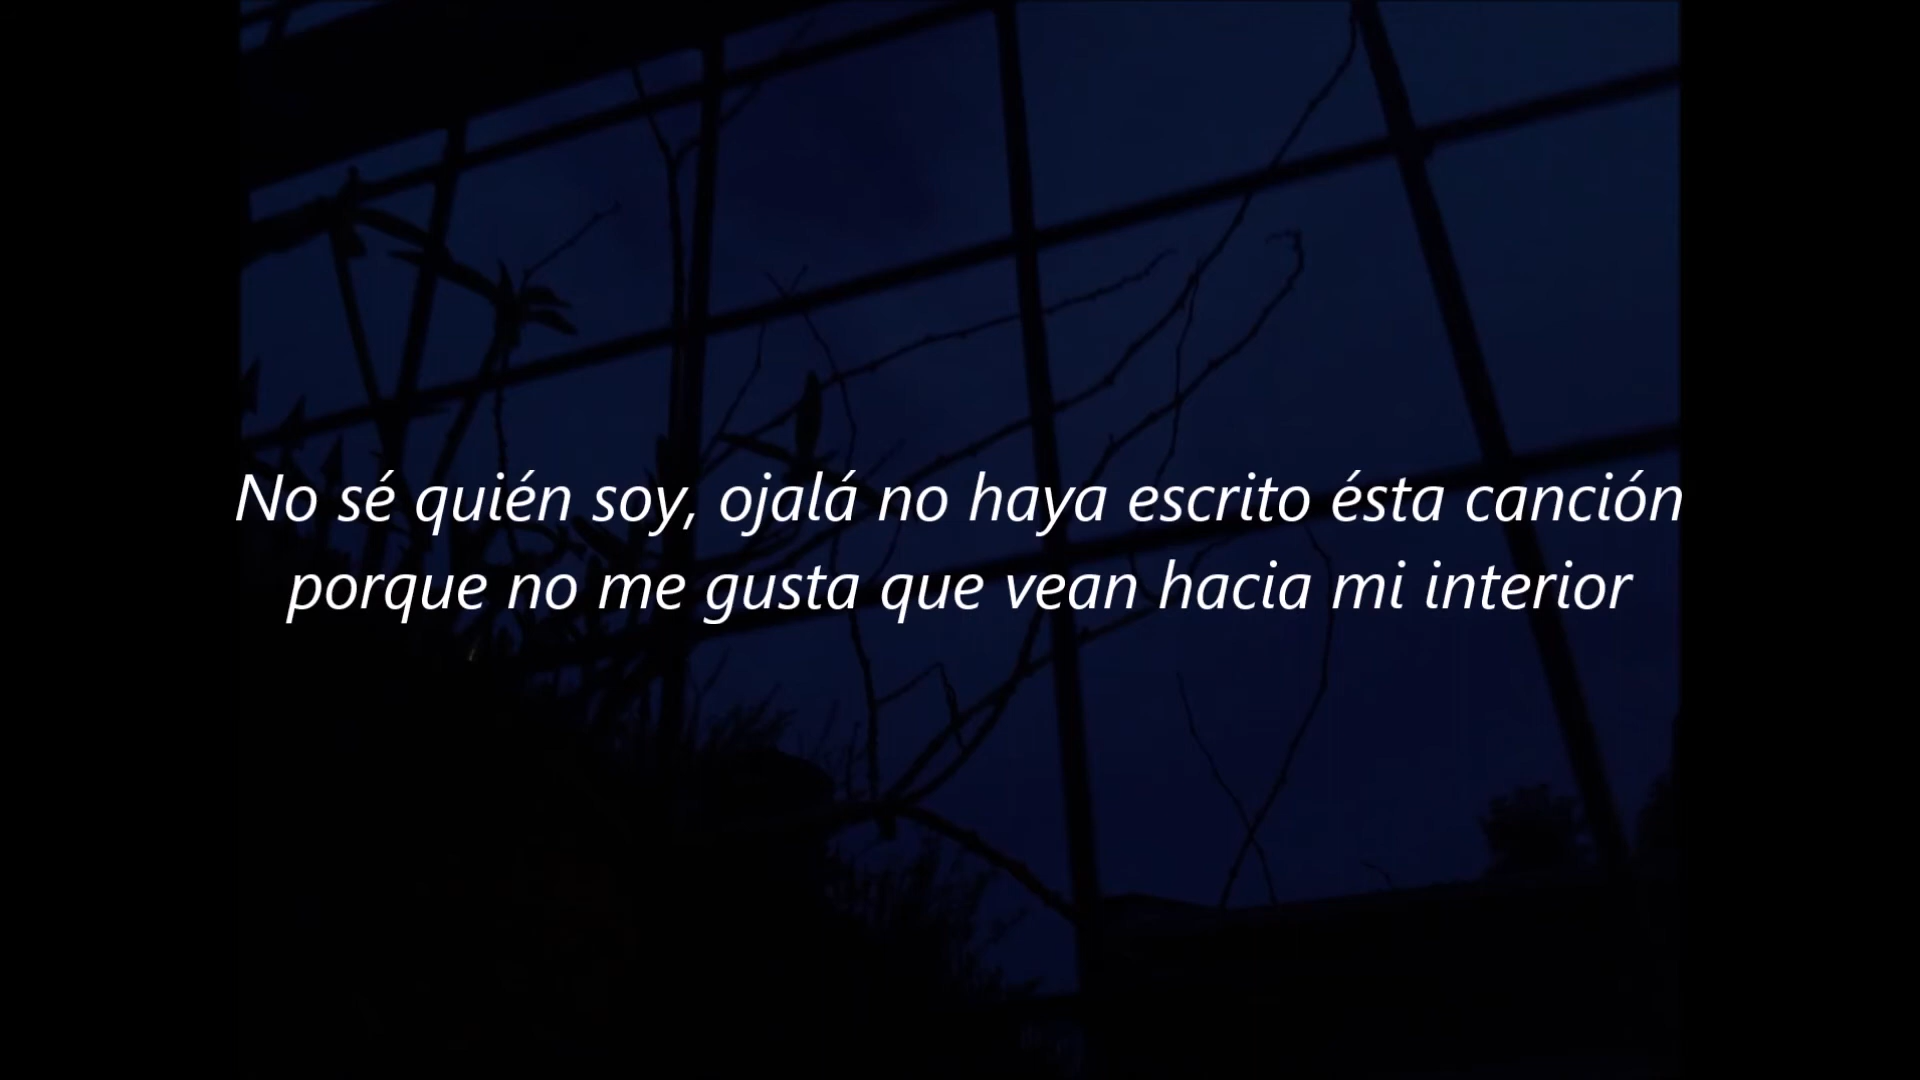 No sé quién soy, ojalá no haya escrito ésta canción
porque no me gusta que vean hacia mi interior